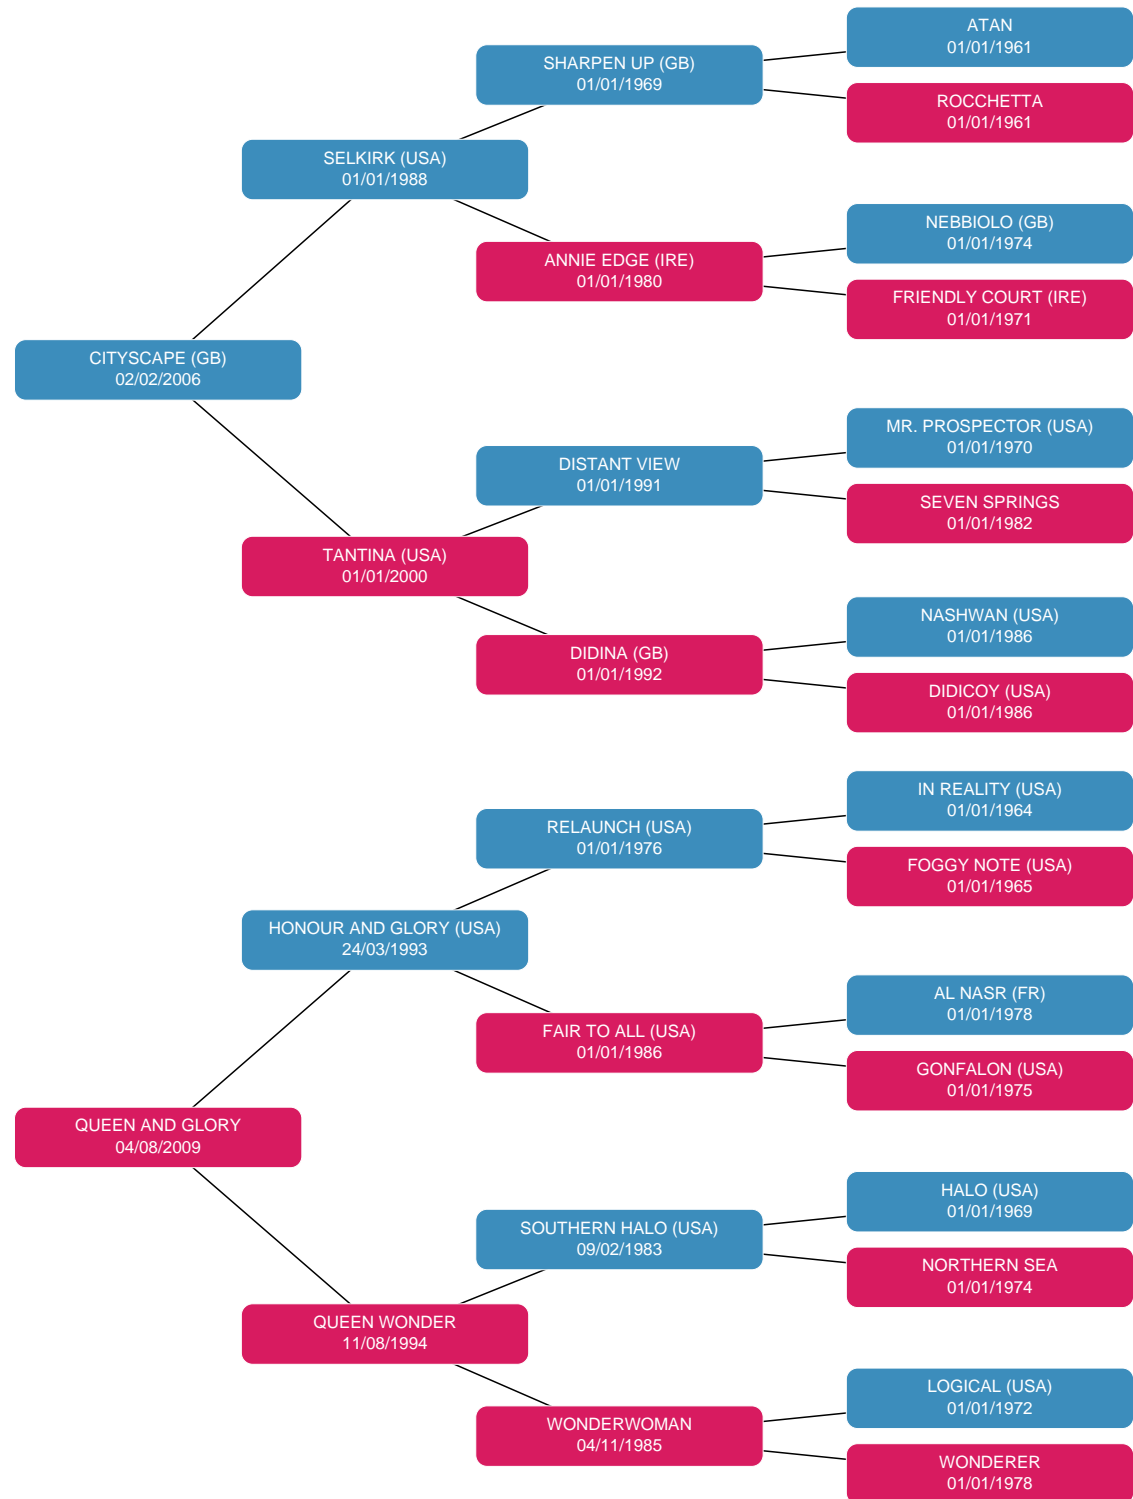 ATAN
01/01/1961
SHARPEN UP (GB)
01/01/1969
ROCCHETTA
01/01/1961
SELKIRK (USA)
01/01/1988
NEBBIOLO (GB)
01/01/1974
ANNIE EDGE (IRE)
01/01/1980
FRIENDLY COURT (IRE)
01/01/1971
CITYSCAPE (GB)
02/02/2006
MR. PROSPECTOR (USA)
01/01/1970
DISTANT VIEW
01/01/1991
SEVEN SPRINGS
01/01/1982
TANTINA (USA)
01/01/2000
NASHWAN (USA)
01/01/1986
DIDINA (GB)
01/01/1992
DIDICOY (USA)
01/01/1986
IN REALITY (USA)
01/01/1964
RELAUNCH (USA)
01/01/1976
FOGGY NOTE (USA)
01/01/1965
HONOUR AND GLORY (USA)
24/03/1993
AL NASR (FR)
01/01/1978
FAIR TO ALL (USA)
01/01/1986
GONFALON (USA)
01/01/1975
QUEEN AND GLORY
04/08/2009
HALO (USA)
01/01/1969
SOUTHERN HALO (USA)
09/02/1983
NORTHERN SEA
01/01/1974
QUEEN WONDER
11/08/1994
LOGICAL (USA)
01/01/1972
WONDERWOMAN
04/11/1985
WONDERER
01/01/1978